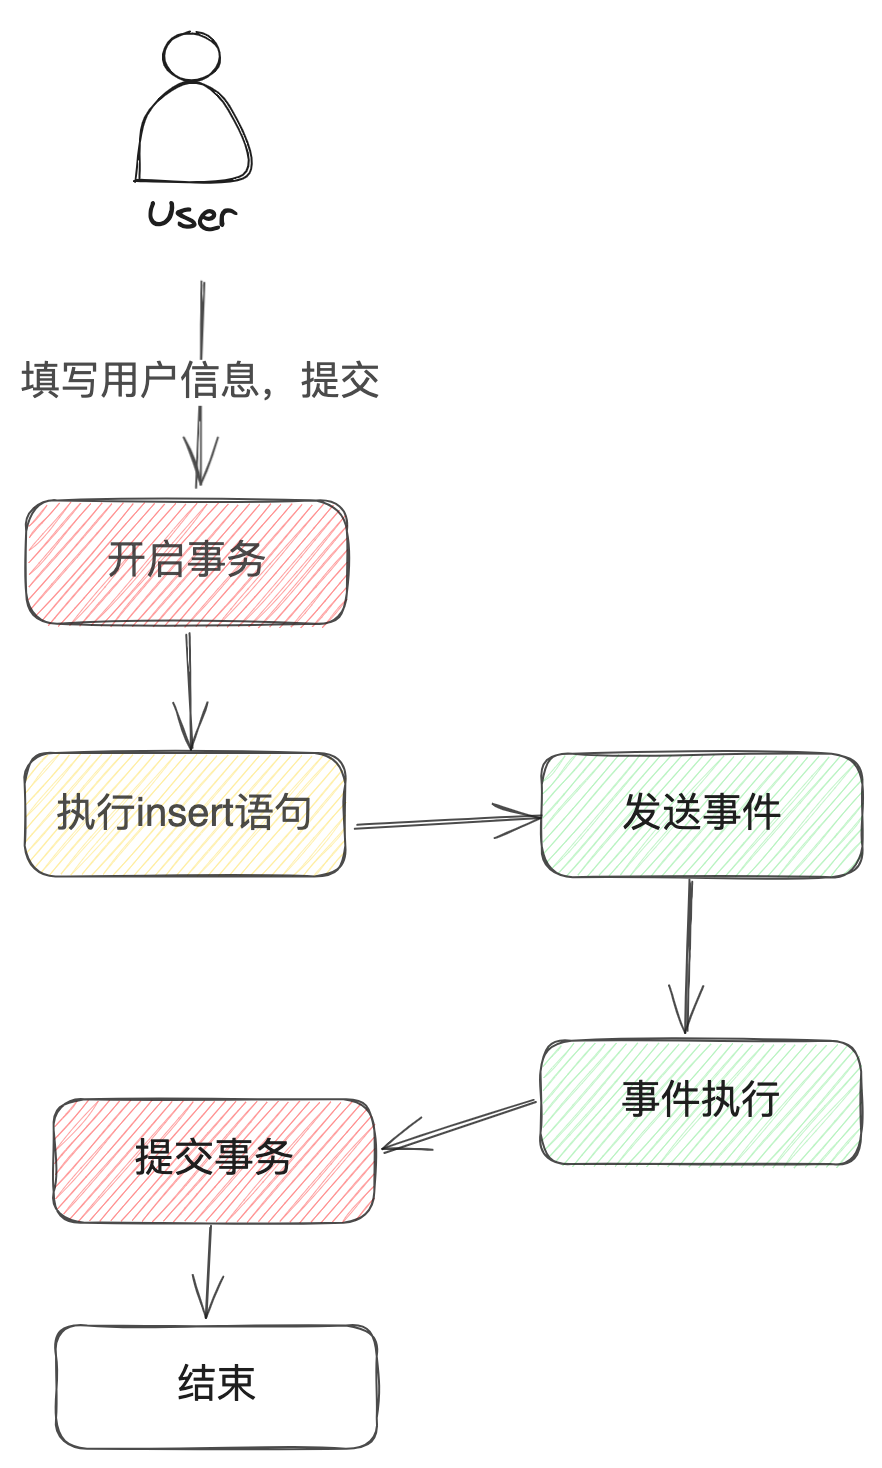 User
填写用户信息，提交
开启事务
执行insert语句
发送事件
事件执行
提交事务
结束